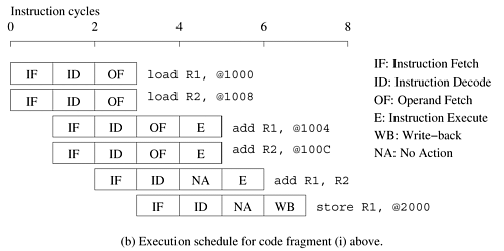 Instruction cycles
0 2 4 6 8
IF ID OF load R1, @1000
IF ID OF load R2, @1008
IF ID OF E add R1, @1004
IF ID OF E add R2, @100C
IF ID NA E add R1, R2
IF ID NA WB store R1, @2000
IF: Instruction Fetch
ID: Instruction Decode
OF: Operand Fetch
E: Instruction Execute
WB: Write-back
NA: No Action
(b) Execution schedule for code fragment (i) above.